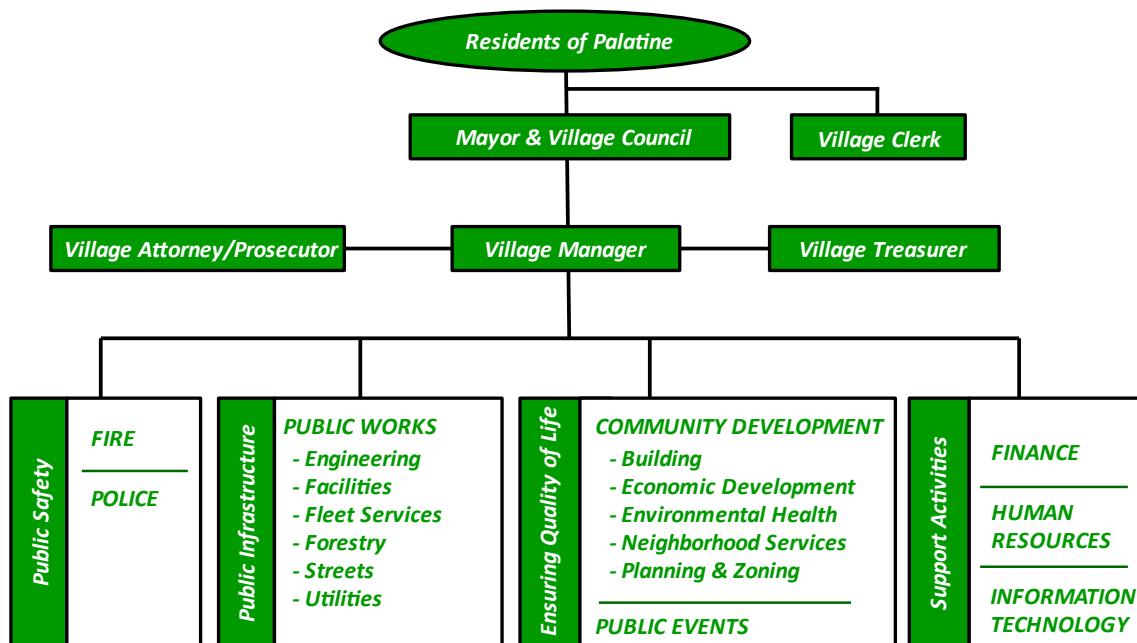 Residents of Palatine
Mayor & Village Council
Village Clerk
Village Attorney/Prosecutor
Village Manager
Village Treasurer
Public Safety
FIRE
POLICE
Public Infrastructure
PUBLIC WORKS
- Engineering
- Facilities
- Fleet Services
- Forestry
- Streets
- Utilities
Ensuring Quality of Life
COMMUNITY DEVELOPMENT
- Building
- Economic Development
- Environmental Health
- Neighborhood Services
- Planning & Zoning
PUBLIC EVENTS
Support Activities
FINANCE
HUMAN
RESOURCES
INFORMATION
TECHNOLOGY